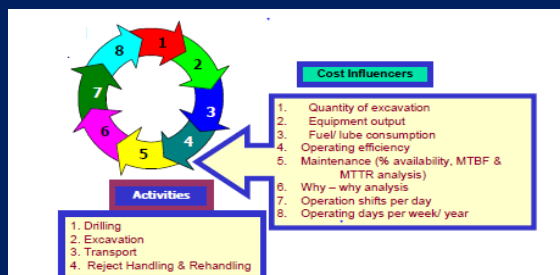 1
2
3
4
5
6
7
8
Cost Influencers
1. Quantity of excavation
2. Equipment output
3. Fuel/ lube consumption
4. Operating efficiency
5. Maintenance (% availability, MTBF &
MTTR analysis)
6. Why – why analysis
7. Operation shifts per day
8. Operating days per week/ year
Activities
1. Drilling
2. Excavation
3. Transport
4. Reject Handling & Rehandling